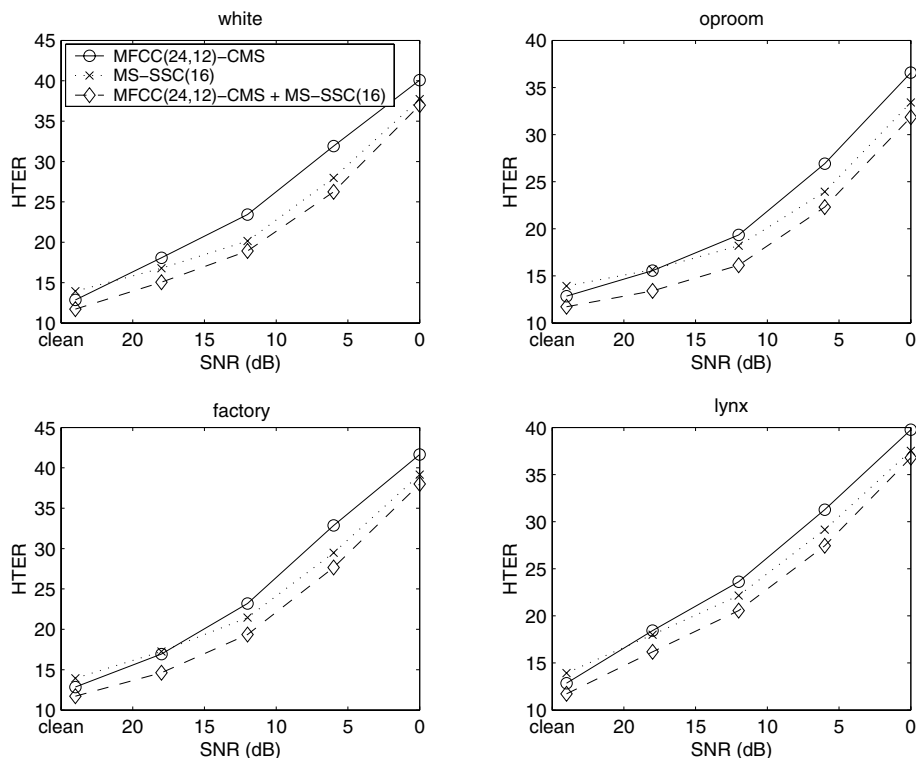 white
45
40
35
30
25
20
15
10
HTER
MFCC(24,12)−CMS
MS−SSC(16)
MFCC(24,12)−CMS + MS−SSC(16)
clean 20 15 10 5 0
SNR (dB)
oproom
40
35
30
25
20
15
10
HTER
clean 20 15 10 5 0
SNR (dB)
factory
45
40
35
30
25
20
15
10
HTER
clean 20 15 10 5 0
SNR (dB)
lynx
40
35
30
25
20
15
10
HTER
clean 20 15 10 5 0
SNR (dB)